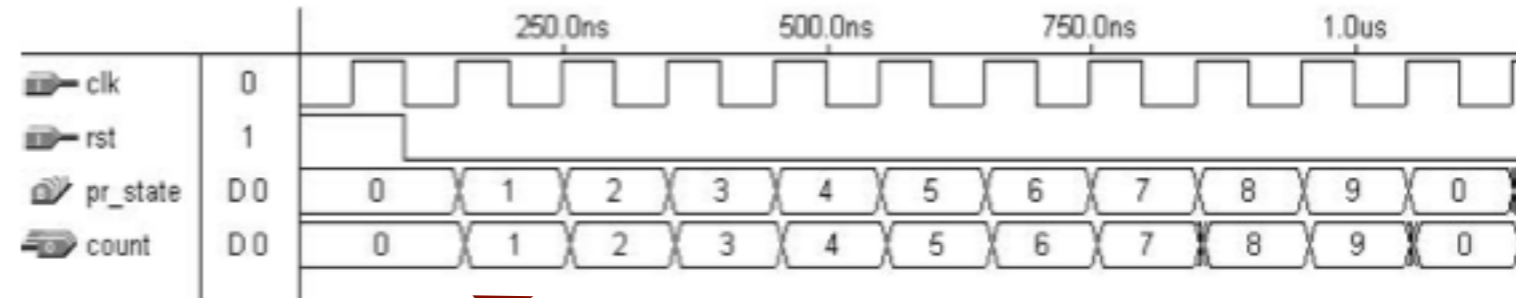 250.0ns 500.0ns 750.0ns 1.0us
clk 0
rst 1
pr_state D 0 0 1 2 3 4 5 6 7 8 9 0
count D 0 0 1 2 3 4 5 6 7 8 9 0